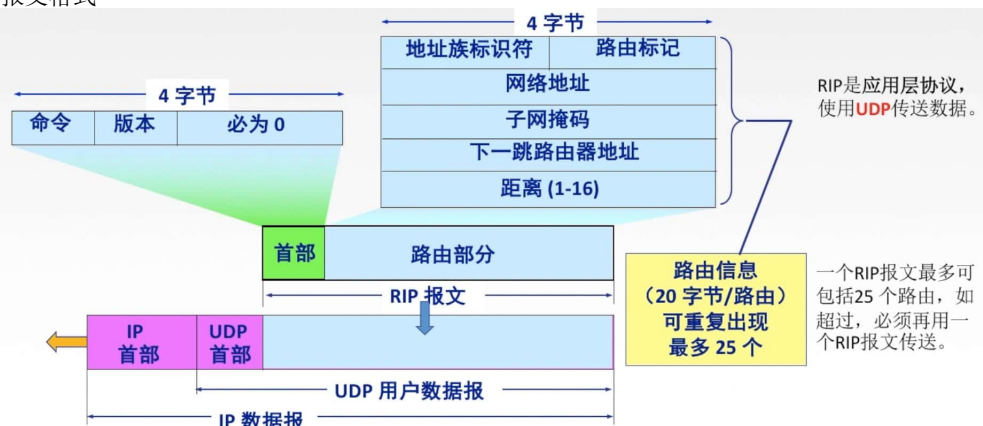 报文格式
4 字节
地址族标识符 路由标记
网络地址
子网掩码
下一跳路由器地址
距离 (1-16)
4 字节
命令 版本 必为 0
RIP是应用层协议，
使用UDP传送数据。
首部 路由部分
RIP 报文
路由信息
（20 字节/路由）
可重复出现
最多 25 个
一个RIP报文最多可
包括25 个路由，如
超过，必须再用一
个RIP报文传送。
IP
首部
UDP
首部
UDP 用户数据报
IP 数据报